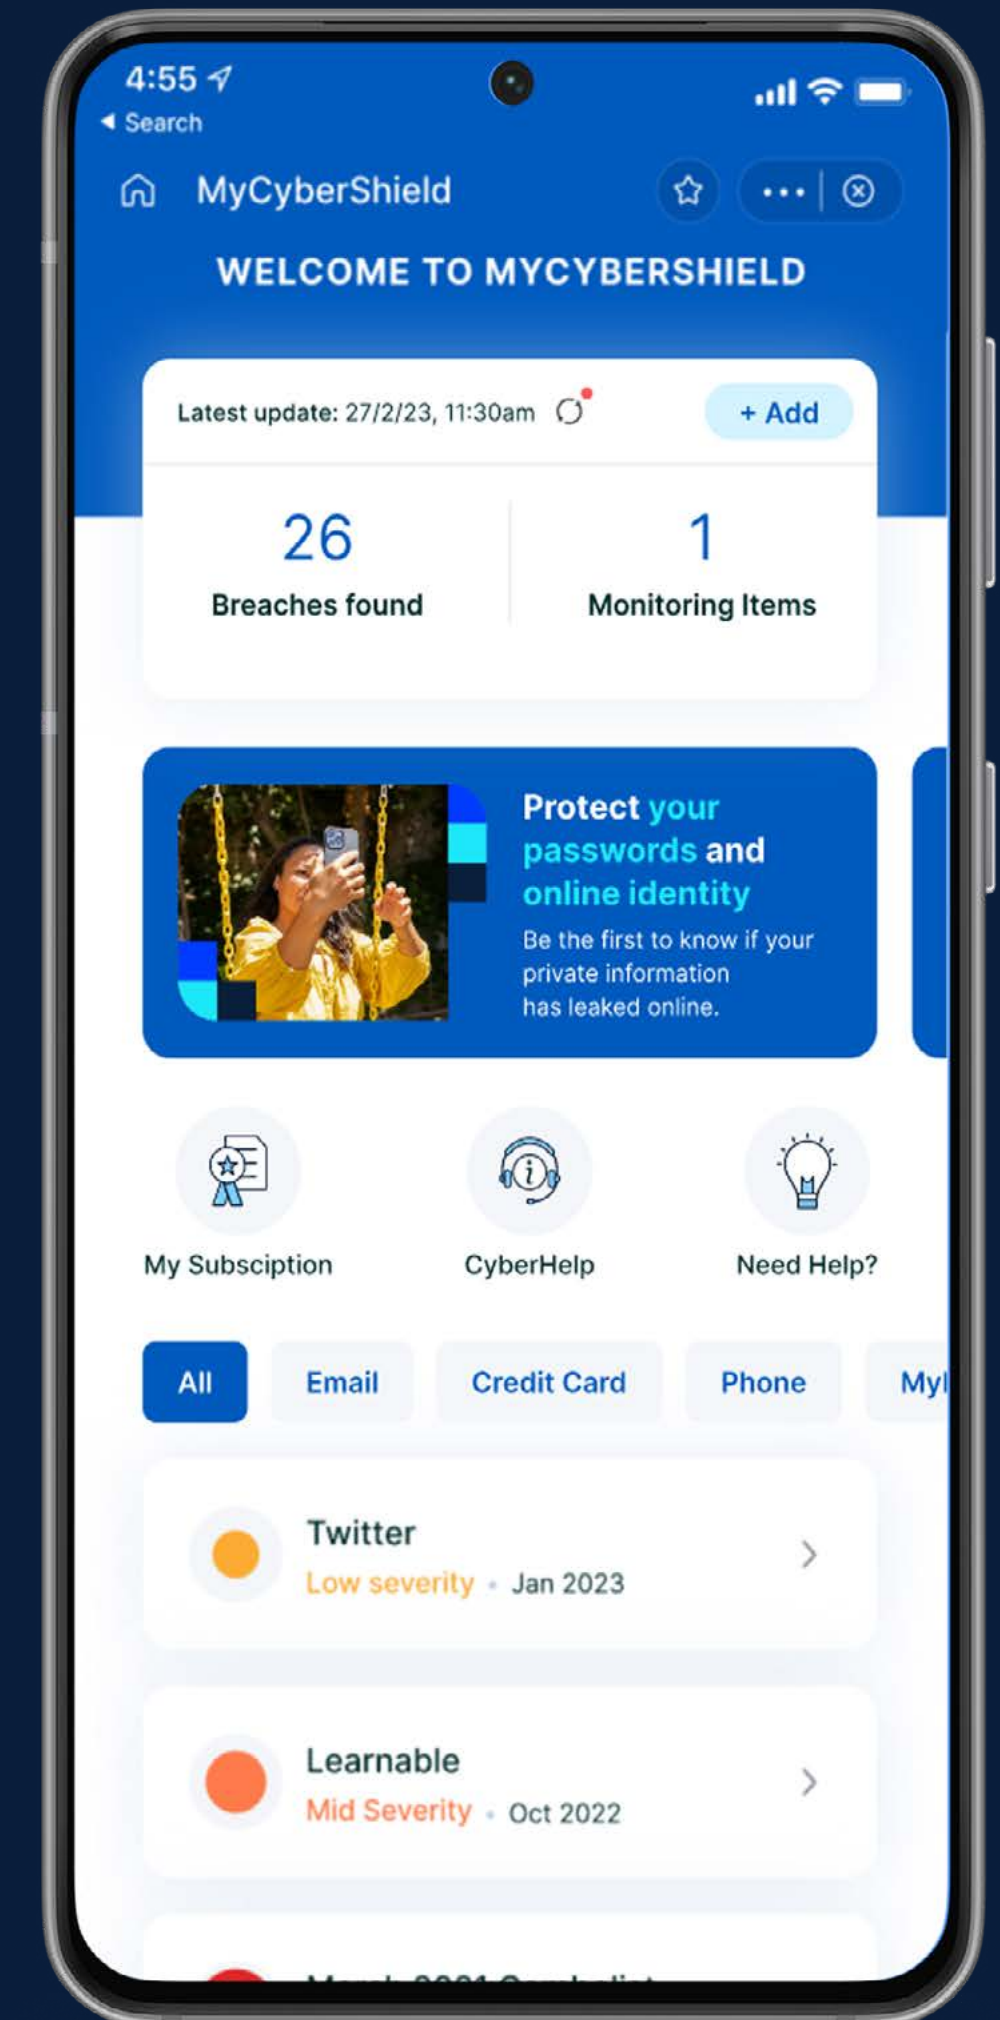 4:55
Search
MyCyberShield
WELCOME TO MYCYBERSHIELD
Latest update: 27/2/23, 11:30am
+ Add
26
Breaches found
1
Monitoring Items
Protect your
passwords and
online identity
Be the first to know if your
private information
has leaked online.
My Subsciption
CyberHelp
Need Help?
All
Email
Credit Card
Phone
Twitter
Low severity • Jan 2023
Learnable
Mid Severity • Oct 2022